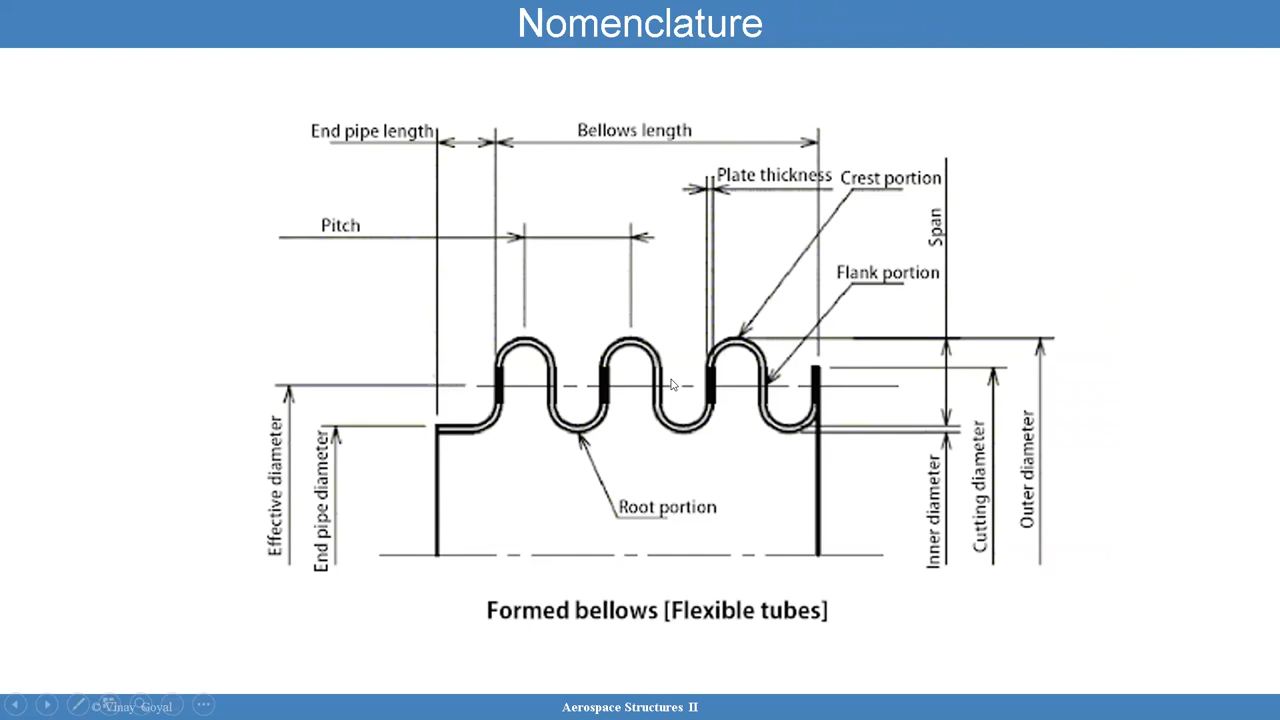 Nomenclature
End pipe length
Bellows length
Plate thickness
Crest portion
Pitch
Span
Flank portion
Effective diameter
End pipe diameter
Root portion
Inner diameter
Cutting diameter
Outer diameter
Formed bellows [Flexible tubes]
© Vinay Goyal
Aerospace Structures II